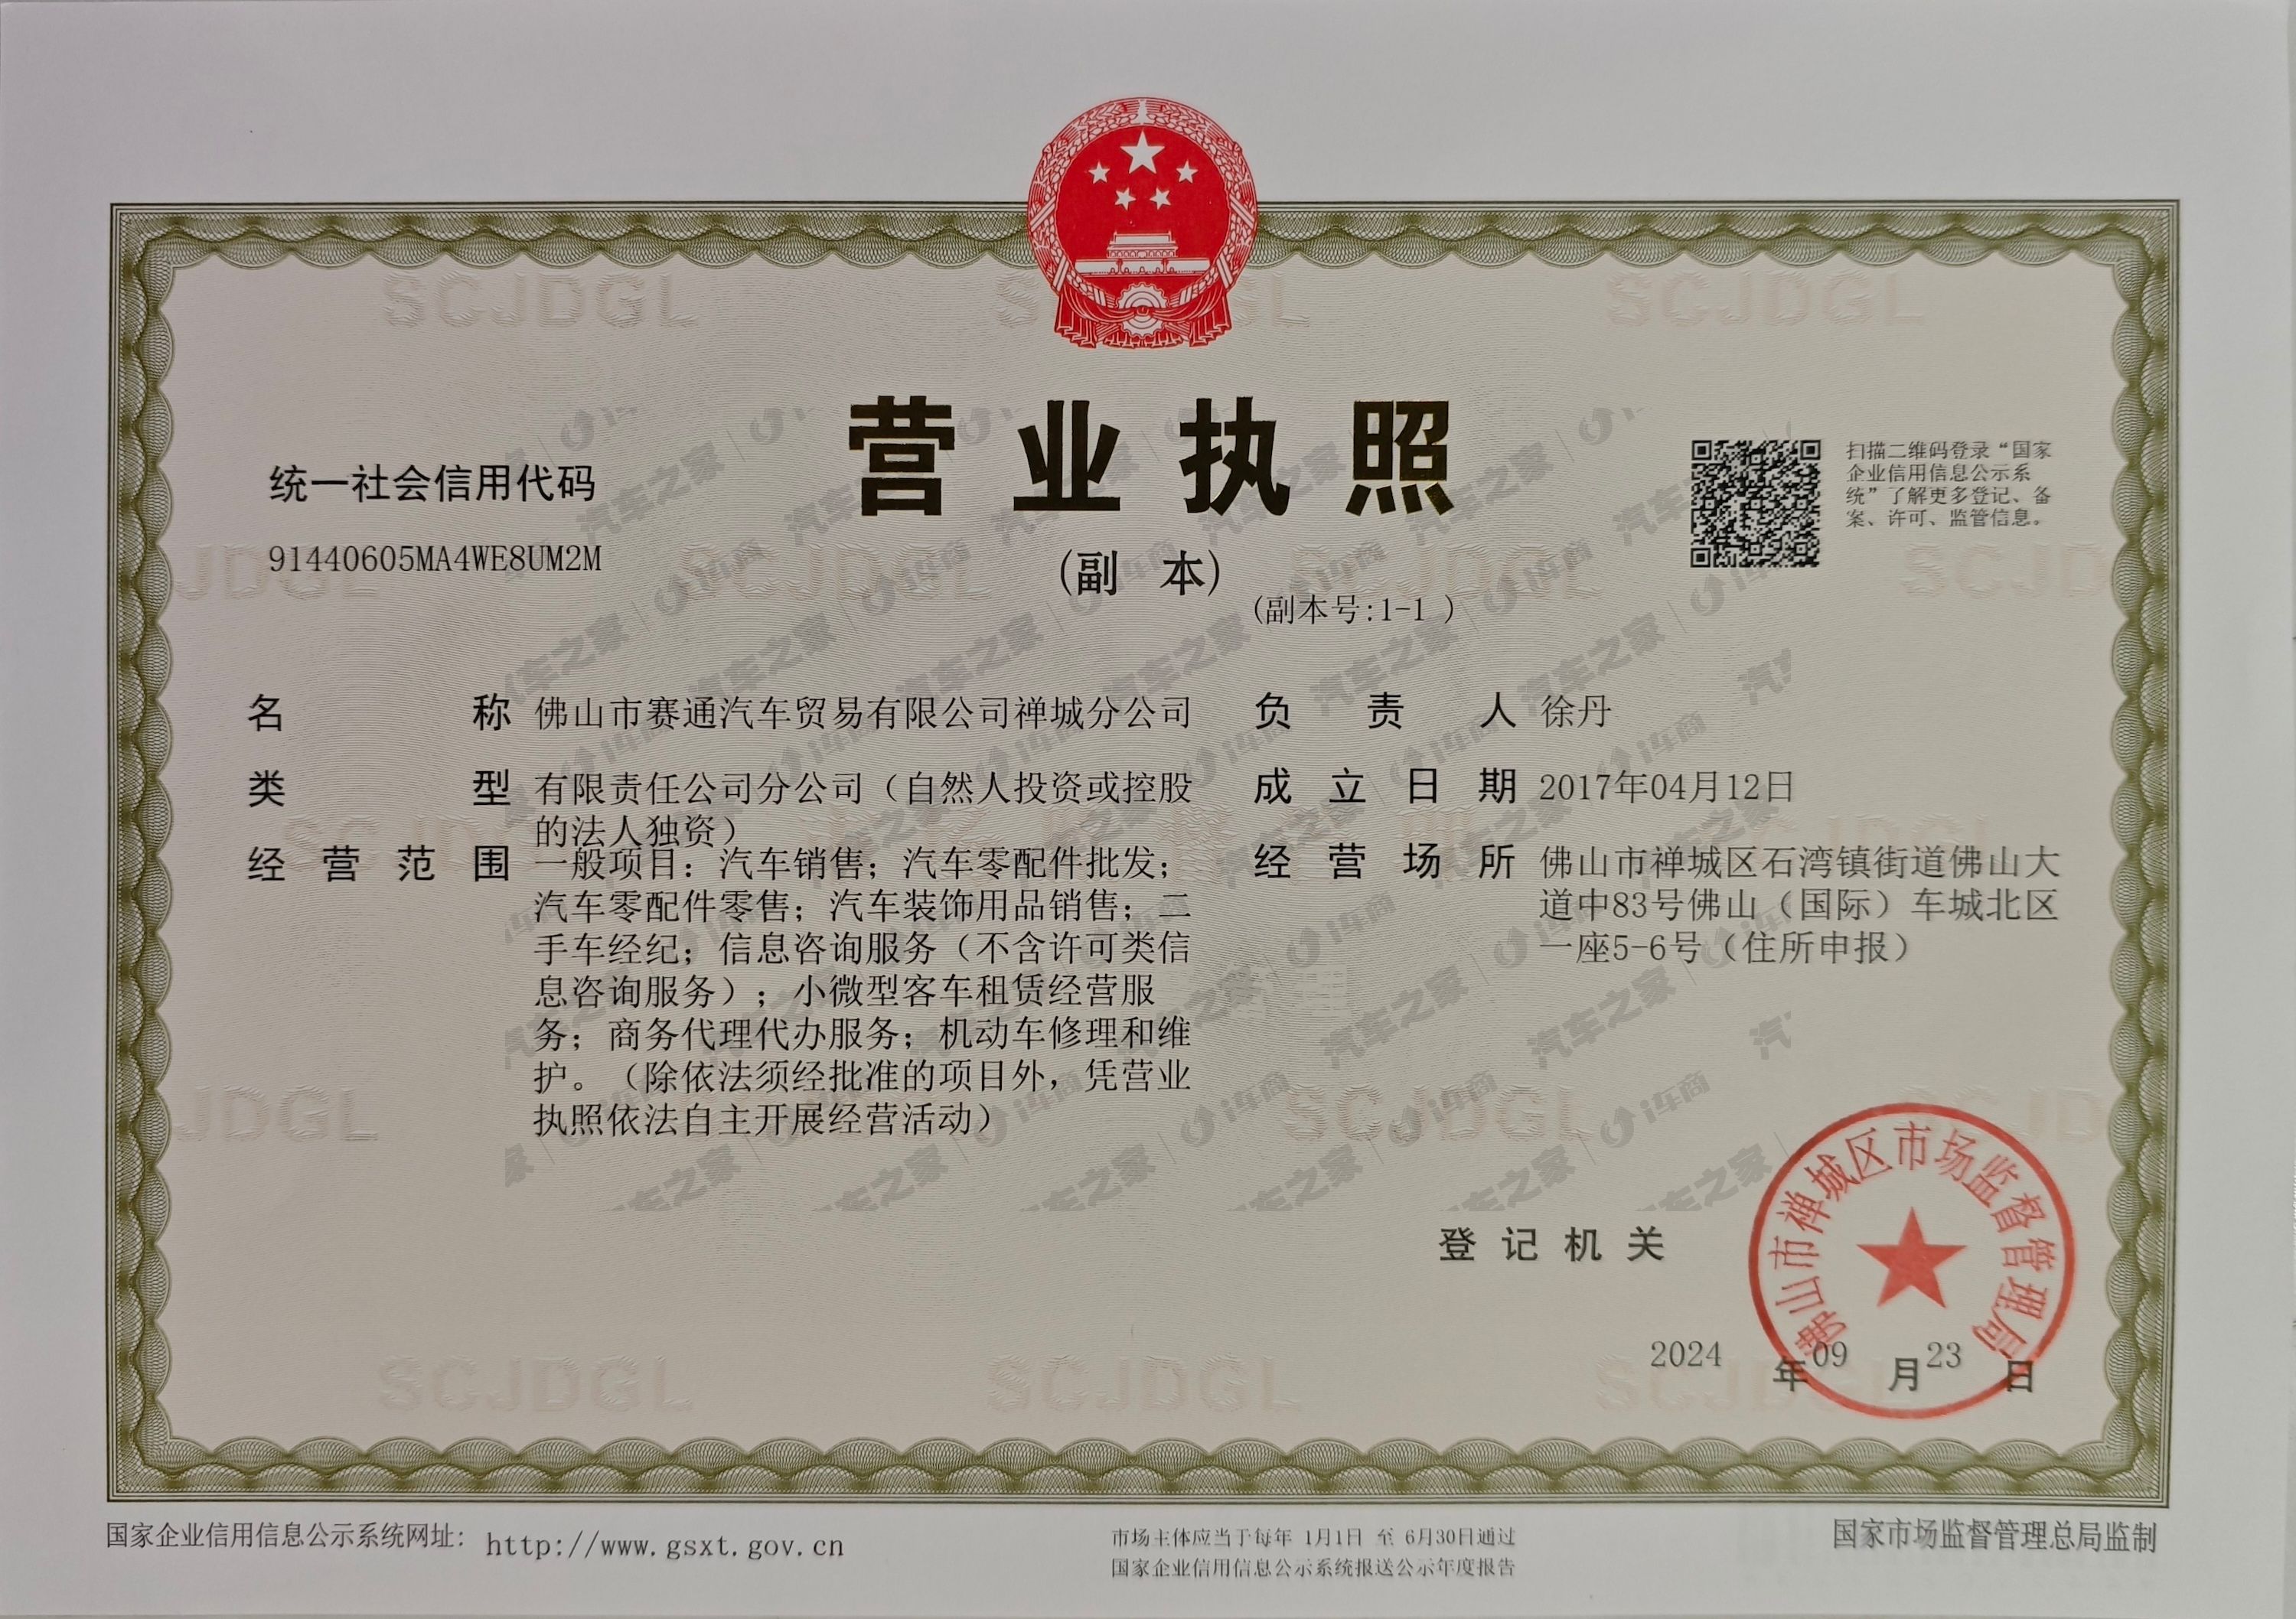 营业执照
(副 本)
(副本号:1-1 )
统一社会信用代码
91440605MA4WE8UM2M
扫描二维码登录“国家
企业信用信息公示系
统”了解更多登记、备
案、许可、监管信息。
名 称 佛山市赛通汽车贸易有限公司禅城分公司
类 型 有限责任公司分公司（自然人投资或控股
的法人独资）
经 营 范 围 一般项目：汽车销售；汽车零配件批发；
汽车零配件零售；汽车装饰用品销售；二
手车经纪；信息咨询服务（不含许可类信
息咨询服务）；小微型客车租赁经营服
务；商务代理代办服务；机动车修理和维
护。（除依法须经批准的项目外，凭营业
执照依法自主开展经营活动）
负 责 人 徐丹
成 立 日 期 2017年04月12日
经 营 场 所 佛山市禅城区石湾镇街道佛山大
道中83号佛山（国际）车城北区
一座5-6号（住所申报）
登 记 机 关
佛山市禅城区市场监督管理局
2024 年 09 月 23 日
国家企业信用信息公示系统网址： http://www.gsxt.gov.cn
市场主体应当于每年 1月1日 至 6月30日通过
国家企业信用信息公示系统报送公示年度报告
国家市场监督管理总局监制
SCJDGL
汽车之家 | i车商